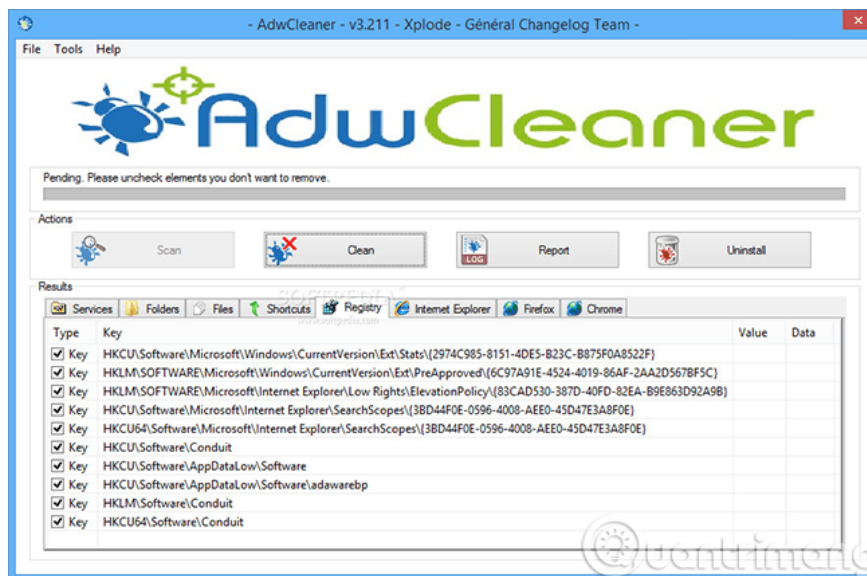 - AdwCleaner - v3.211 - Xplode - Général Changelog Team -
File Tools Help
AdwCleaner
Pending. Please uncheck elements you don't want to remove.
Actions
Scan Clean LOG Report Uninstall
Results
SOFTPEDIA
www.softpedia.com
Services Folders Files Shortcuts Registry Internet Explorer Firefox Chrome
Type Key Value Data
Key HKCU\Software\Microsoft\Windows\CurrentVersion\Ext\Stats\{2974C985-8151-4DE5-B23C-B875F0A8522F}
Key HKLM\SOFTWARE\Microsoft\Windows\CurrentVersion\Ext\PreApproved\{6C97A91E-4524-4019-86AF-2AA2D567BF5C}
Key HKLM\SOFTWARE\Microsoft\Internet Explorer\Low Rights\ElevationPolicy\{83CAD530-387D-40FD-82EA-B9E863D92A9B}
Key HKCU\Software\Microsoft\Internet Explorer\SearchScopes\{3BD44F0E-0596-4008-AEE0-45D47E3A8F0E}
Key HKCU64\Software\Microsoft\Internet Explorer\SearchScopes\{3BD44F0E-0596-4008-AEE0-45D47E3A8F0E}
Key HKCU\Software\Conduit
Key HKCU\Software\AppDataLow\Software
Key HKCU\Software\AppDataLow\Software\adawarebp
Key HKLM\Software\Conduit
Key HKCU64\Software\Conduit
Quantrimang